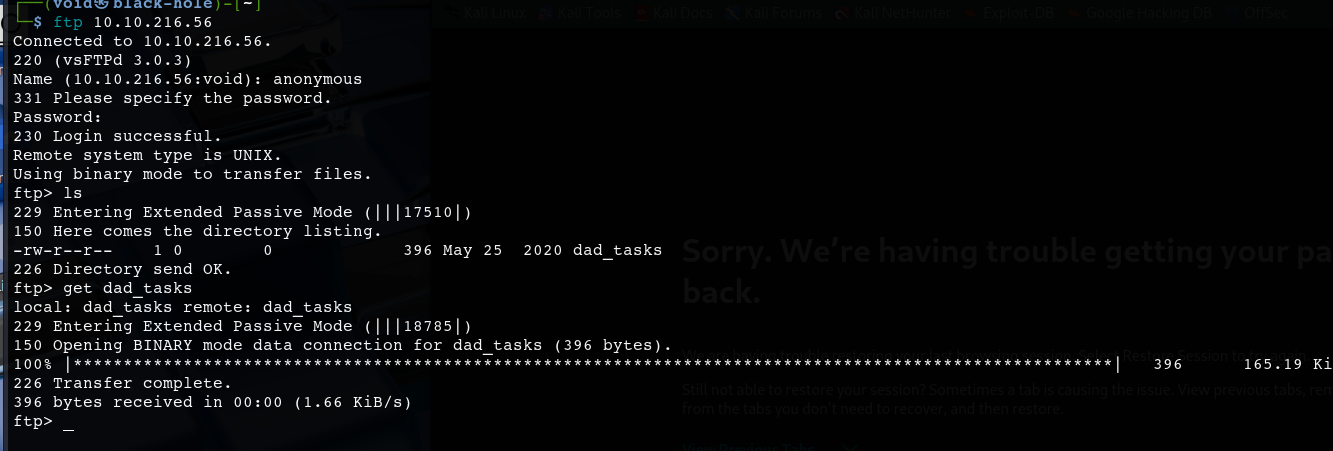 ┌──(void㉿black-hole)-[~]
└─$ ftp 10.10.216.56
Connected to 10.10.216.56.
220 (vsFTPd 3.0.3)
Name (10.10.216.56:void): anonymous
331 Please specify the password.
Password:
230 Login successful.
Remote system type is UNIX.
Using binary mode to transfer files.
ftp> ls
229 Entering Extended Passive Mode (|||17510|)
150 Here comes the directory listing.
-rw-r--r--    1 0        0             396 May 25  2020 dad_tasks
226 Directory send OK.
ftp> get dad_tasks
local: dad_tasks remote: dad_tasks
229 Entering Extended Passive Mode (|||18785|)
150 Opening BINARY mode data connection for dad_tasks (396 bytes).
100% |********************************************************************************************************| 396 165.19 Ki
226 Transfer complete.
396 bytes received in 00:00 (1.66 KiB/s)
ftp> _
Kali Linux Kali Tools Kali Docs Kali Forums Kali NetHunter Exploit-DB Google Hacking DB OffSec
Sorry. We're having trouble getting your pa
back.
Still not able to restore your session? Sometimes a tab is causing the issue. View previous tabs, rem
from the tabs you don't need to recover, and then restore.